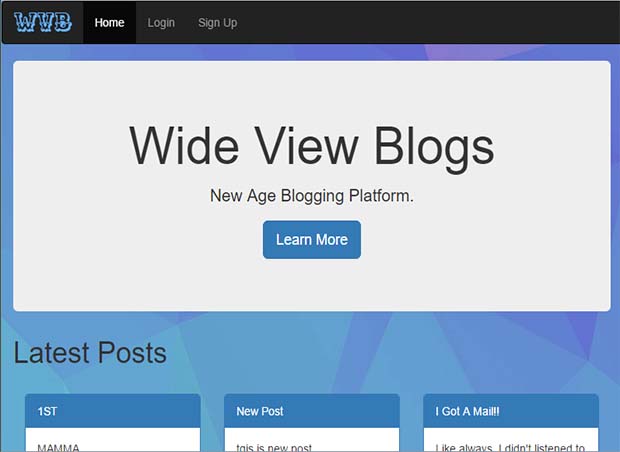 WVB Home Login Sign Up
Wide View Blogs
New Age Blogging Platform.
Learn More
Latest Posts
1ST New Post I Got A Mail!!
MAMMA tgis is new post Like always, I didn't listened to